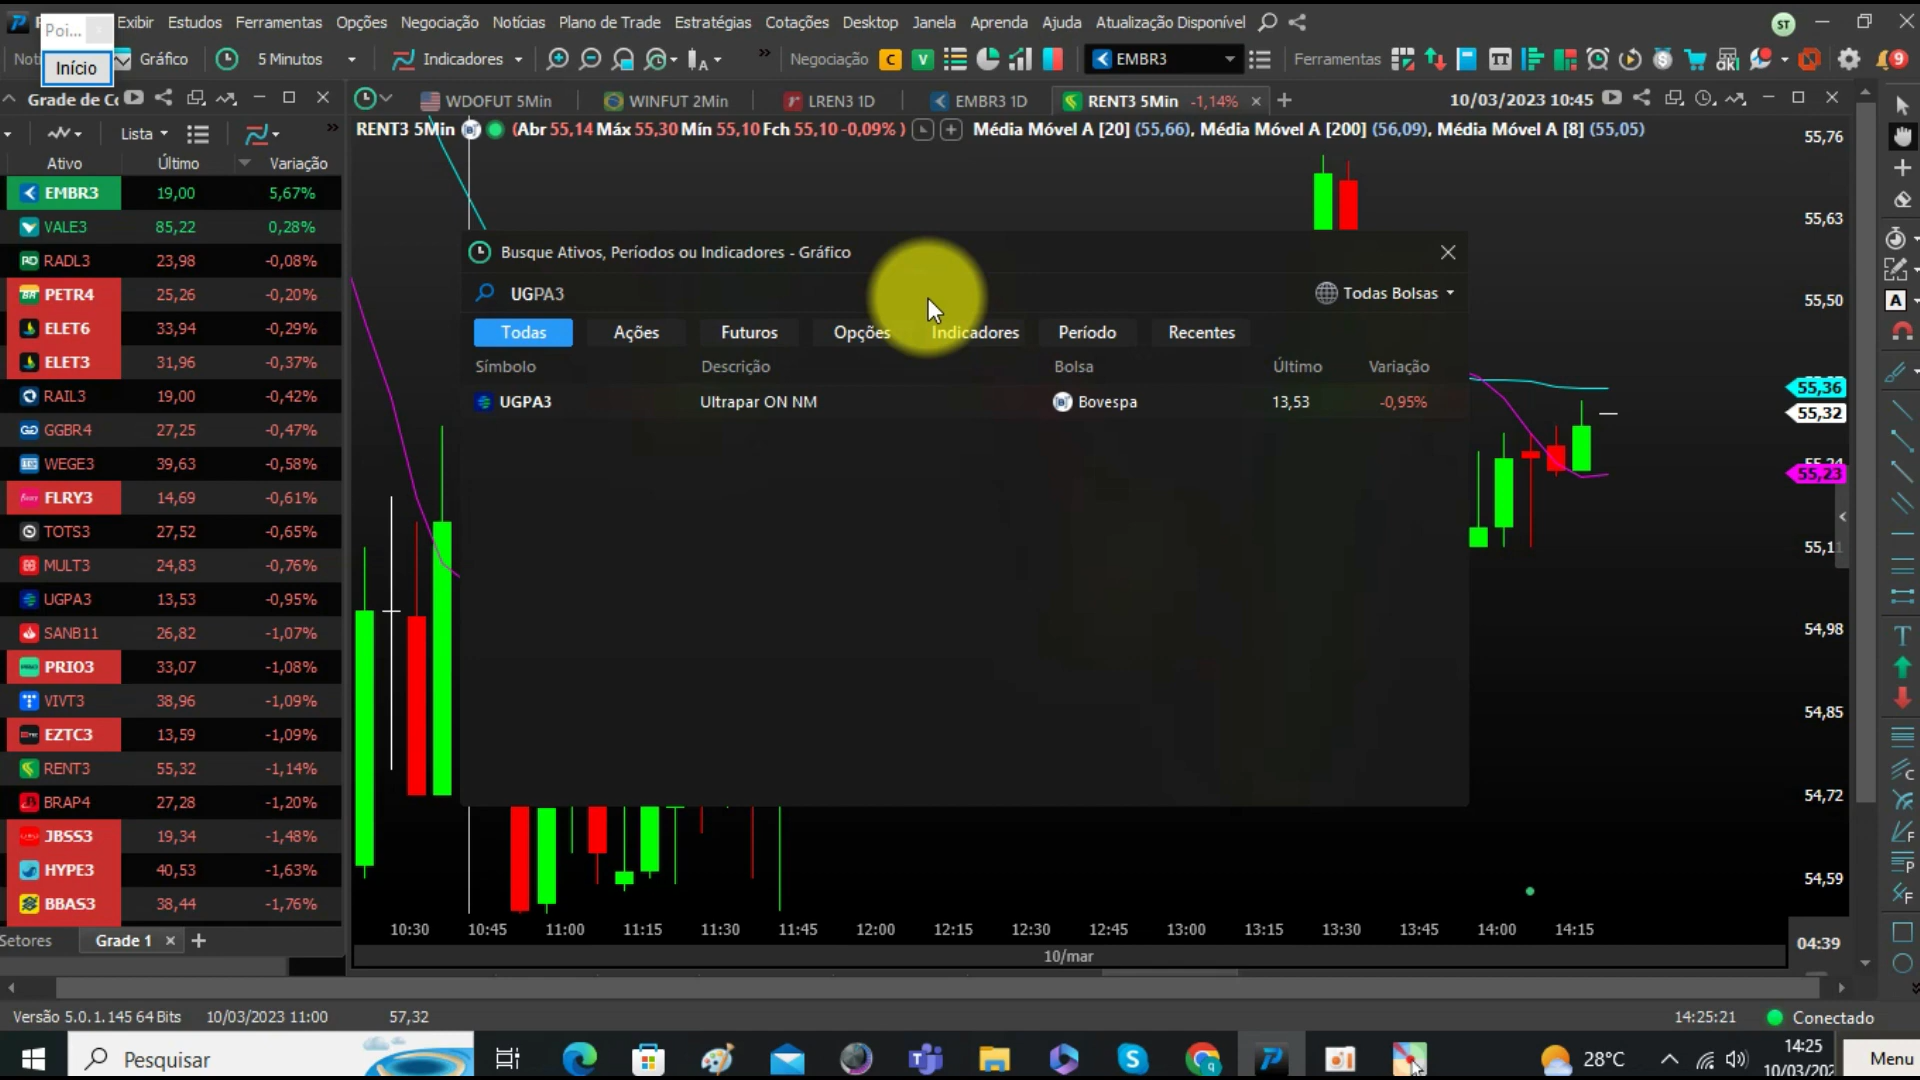 Poi...
Início
Exibir Estudos Ferramentas Opções Negociação Notícias Plano de Trade Estratégias Cotações Desktop Janela Aprenda Ajuda Atualização Disponível
ST
Gráfico 5 Minutos Indicadores A Negociação C V EMBR3 Ferramentas 9
Grade de
WDOFUT 5Min WINFUT 2Min LREN3 1D EMBR3 1D RENT3 5Min -1,14% 10/03/2023 10:45
Lista
RENT3 5Min (Abr 55,14 Máx 55,30 Mín 55,10 Fch 55,10 -0,09% ) Média Móvel A [20] (55,66), Média Móvel A [200] (56,09), Média Móvel A [8] (55,05)
Ativo Último Variação
EMBR3 19,00 5,67%
VALE3 85,22 0,28%
RADL3 23,98 -0,08%
PETR4 25,26 -0,20%
ELET6 33,94 -0,29%
ELET3 31,96 -0,37%
RAIL3 19,00 -0,42%
GGBR4 27,25 -0,47%
WEGE3 39,63 -0,58%
FLRY3 14,69 -0,61%
TOTS3 27,52 -0,65%
MULT3 24,83 -0,76%
UGPA3 13,53 -0,95%
SANB11 26,82 -1,07%
PRIO3 33,07 -1,08%
VIVT3 38,96 -1,09%
EZTC3 13,59 -1,09%
RENT3 55,32 -1,14%
BRAP4 27,28 -1,20%
JBSS3 19,34 -1,48%
HYPE3 40,53 -1,63%
BBAS3 38,44 -1,76%
Setores Grade 1
Busque Ativos, Períodos ou Indicadores - Gráfico
UGPA3 Todas Bolsas
Todas Ações Futuros Opções Indicadores Período Recentes
Símbolo Descrição Bolsa Último Variação
UGPA3 Ultrapar ON NM Bovespa 13,53 -0,95%
55,76
55,63
55,50
55,36
55,32
55,23
55,11
54,98
54,85
54,72
54,59
10:30 10:45 11:00 11:15 11:30 11:45 12:00 12:15 12:30 12:45 13:00 13:15 13:30 13:45 14:00 14:15
04:39
10/mar
A
T
C
F
P
F
Versão 5.0.1.145 64 Bits 10/03/2023 11:00 57,32 14:25:21 Conectado
Pesquisar 28°C 14:25
10/03/202
Menu